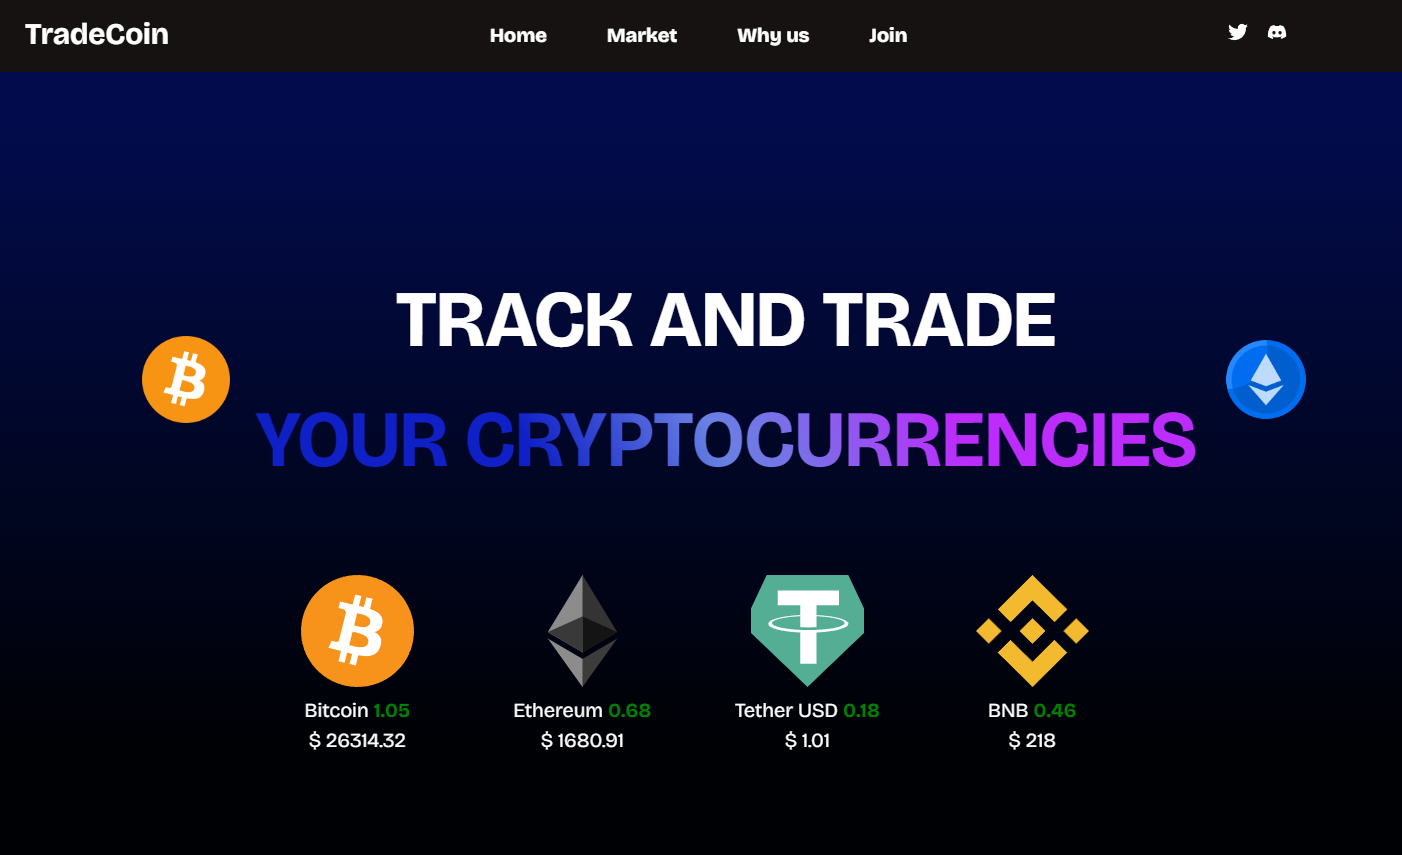 TradeCoin
Home Market Why us Join
TRACK AND TRADE
YOUR CRYPTOCURRENCIES
Bitcoin 1.05
$ 26314.32
Ethereum 0.68
$ 1680.91
Tether USD 0.18
$ 1.01
BNB 0.46
$ 218